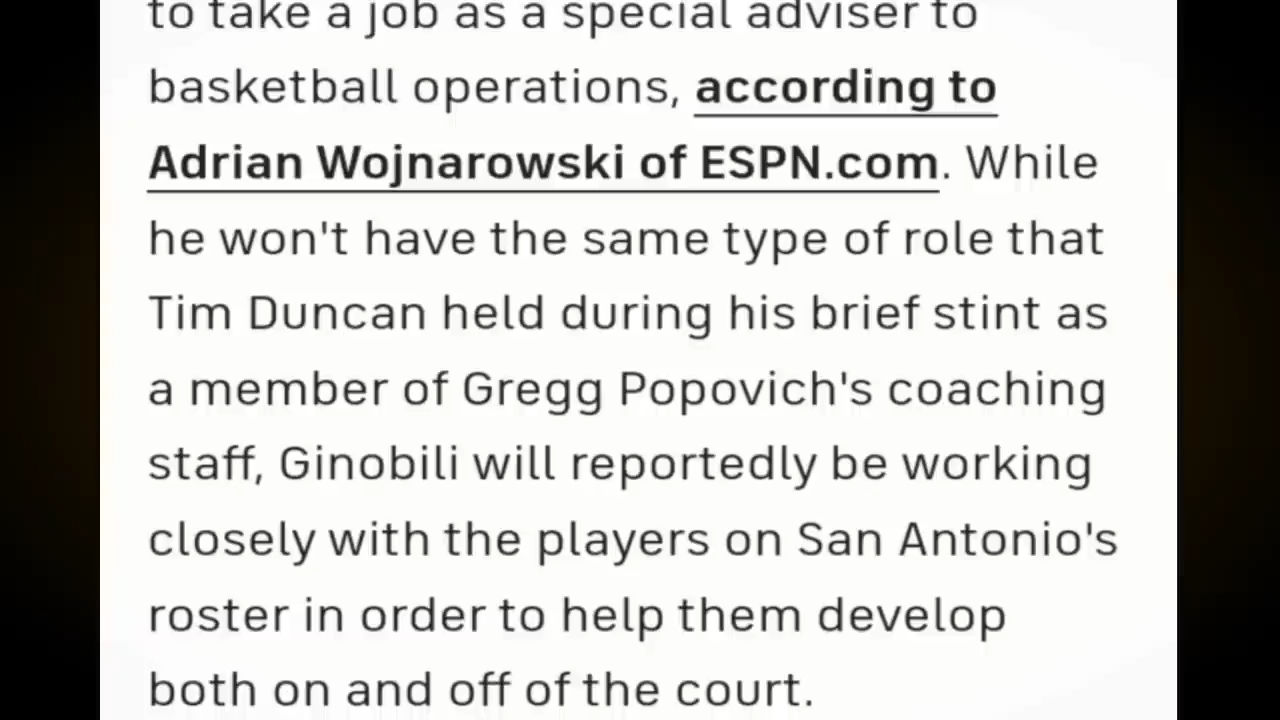 to take a job as a special adviser to
basketball operations, according to
Adrian Wojnarowski of ESPN.com. While
he won't have the same type of role that
Tim Duncan held during his brief stint as
a member of Gregg Popovich's coaching
staff, Ginobili will reportedly be working
closely with the players on San Antonio's
roster in order to help them develop
both on and off of the court.